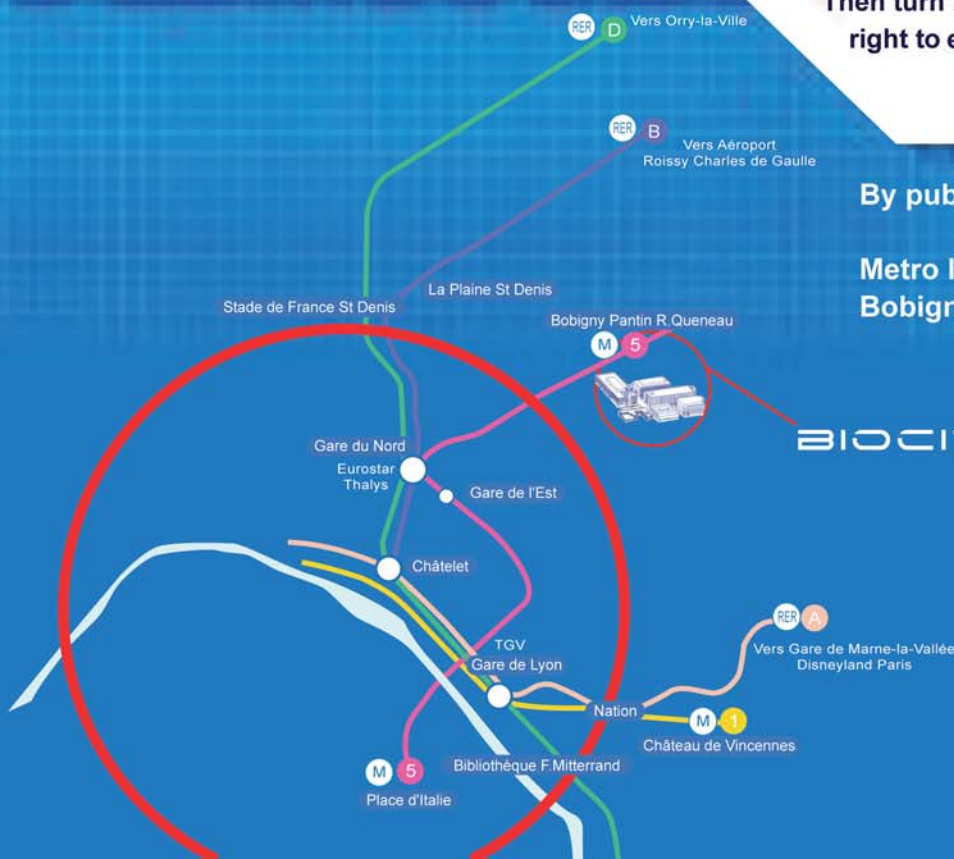 Then turn
right to e
RER D Vers Orry-la-Ville
RER B
Vers Aéroport
Roissy Charles de Gaulle
By pub
Metro l
Bobign
La Plaine St Denis
Stade de France St Denis
Bobigny Pantin R.Queneau
M 5
BIOCI
Gare du Nord
Eurostar
Thalys
Gare de l'Est
Châtelet
TGV
Gare de Lyon
RER A
Vers Gare de Marne-la-Vallée
Disneyland Paris
Nation
M 1
Château de Vincennes
Bibliothèque F.Mitterrand
M 5
Place d'Italie